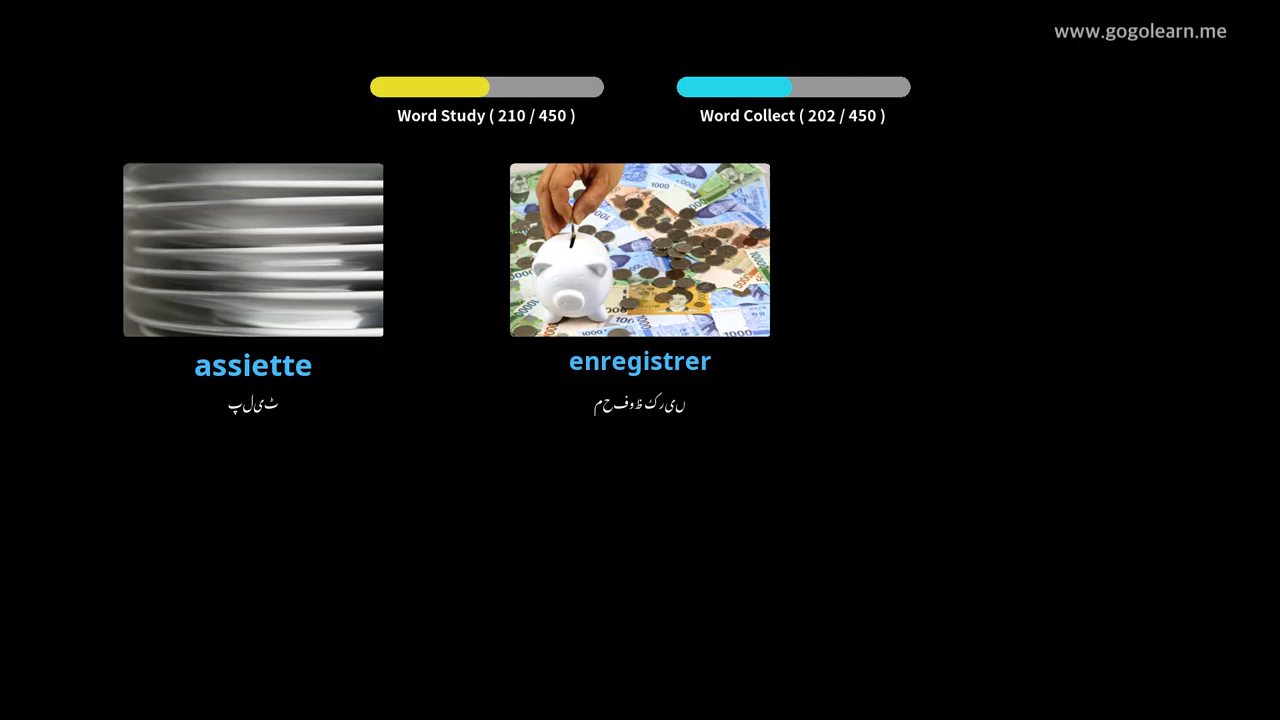 www.gogolearn.me
Word Study ( 210 / 450 )
Word Collect ( 202 / 450 )
assiette
پلیٹ
enregistrer
محفوظ کریں